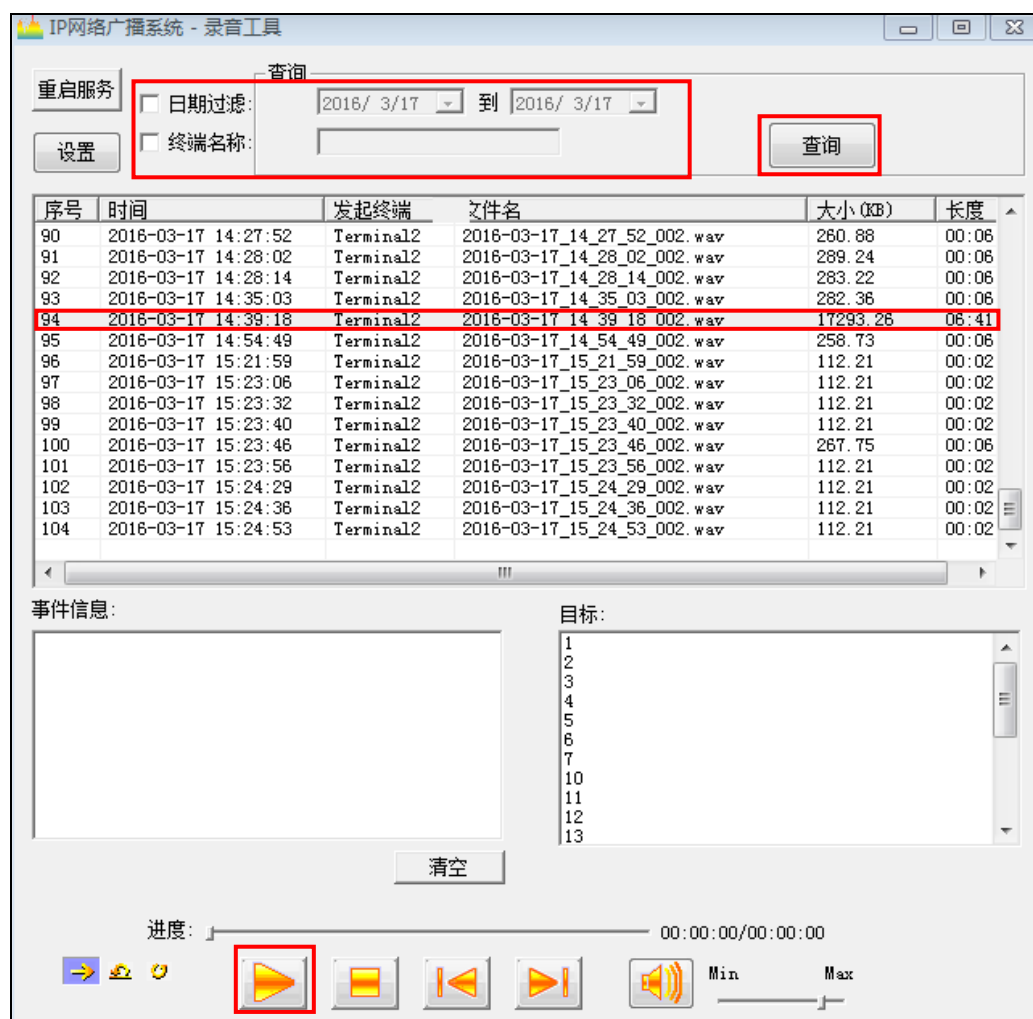 IP网络广播系统 - 录音工具
重启服务
查询
日期过滤: 2016/ 3/17 到 2016/ 3/17
设置
终端名称:
查询
序号 时间 发起终端 文件名 大小(KB) 长度
90 2016-03-17 14:27:52 Terminal2 2016-03-17_14_27_52_002.wav 260.88 00:06
91 2016-03-17 14:28:02 Terminal2 2016-03-17_14_28_02_002.wav 289.24 00:06
92 2016-03-17 14:28:14 Terminal2 2016-03-17_14_28_14_002.wav 283.22 00:06
93 2016-03-17 14:35:03 Terminal2 2016-03-17_14_35_03_002.wav 282.36 00:06
94 2016-03-17 14:39:18 Terminal2 2016-03-17_14_39_18_002.wav 17293.26 06:41
95 2016-03-17 14:54:49 Terminal2 2016-03-17_14_54_49_002.wav 258.73 00:06
96 2016-03-17 15:21:59 Terminal2 2016-03-17_15_21_59_002.wav 112.21 00:02
97 2016-03-17 15:23:06 Terminal2 2016-03-17_15_23_06_002.wav 112.21 00:02
98 2016-03-17 15:23:32 Terminal2 2016-03-17_15_23_32_002.wav 112.21 00:02
99 2016-03-17 15:23:40 Terminal2 2016-03-17_15_23_40_002.wav 112.21 00:02
100 2016-03-17 15:23:46 Terminal2 2016-03-17_15_23_46_002.wav 267.75 00:06
101 2016-03-17 15:23:56 Terminal2 2016-03-17_15_23_56_002.wav 112.21 00:02
102 2016-03-17 15:24:29 Terminal2 2016-03-17_15_24_29_002.wav 112.21 00:02
103 2016-03-17 15:24:36 Terminal2 2016-03-17_15_24_36_002.wav 112.21 00:02
104 2016-03-17 15:24:53 Terminal2 2016-03-17_15_24_53_002.wav 112.21 00:02
事件信息:
目标:
1
2
3
4
5
6
7
10
11
12
13
清空
进度: 00:00:00/00:00:00
Min Max